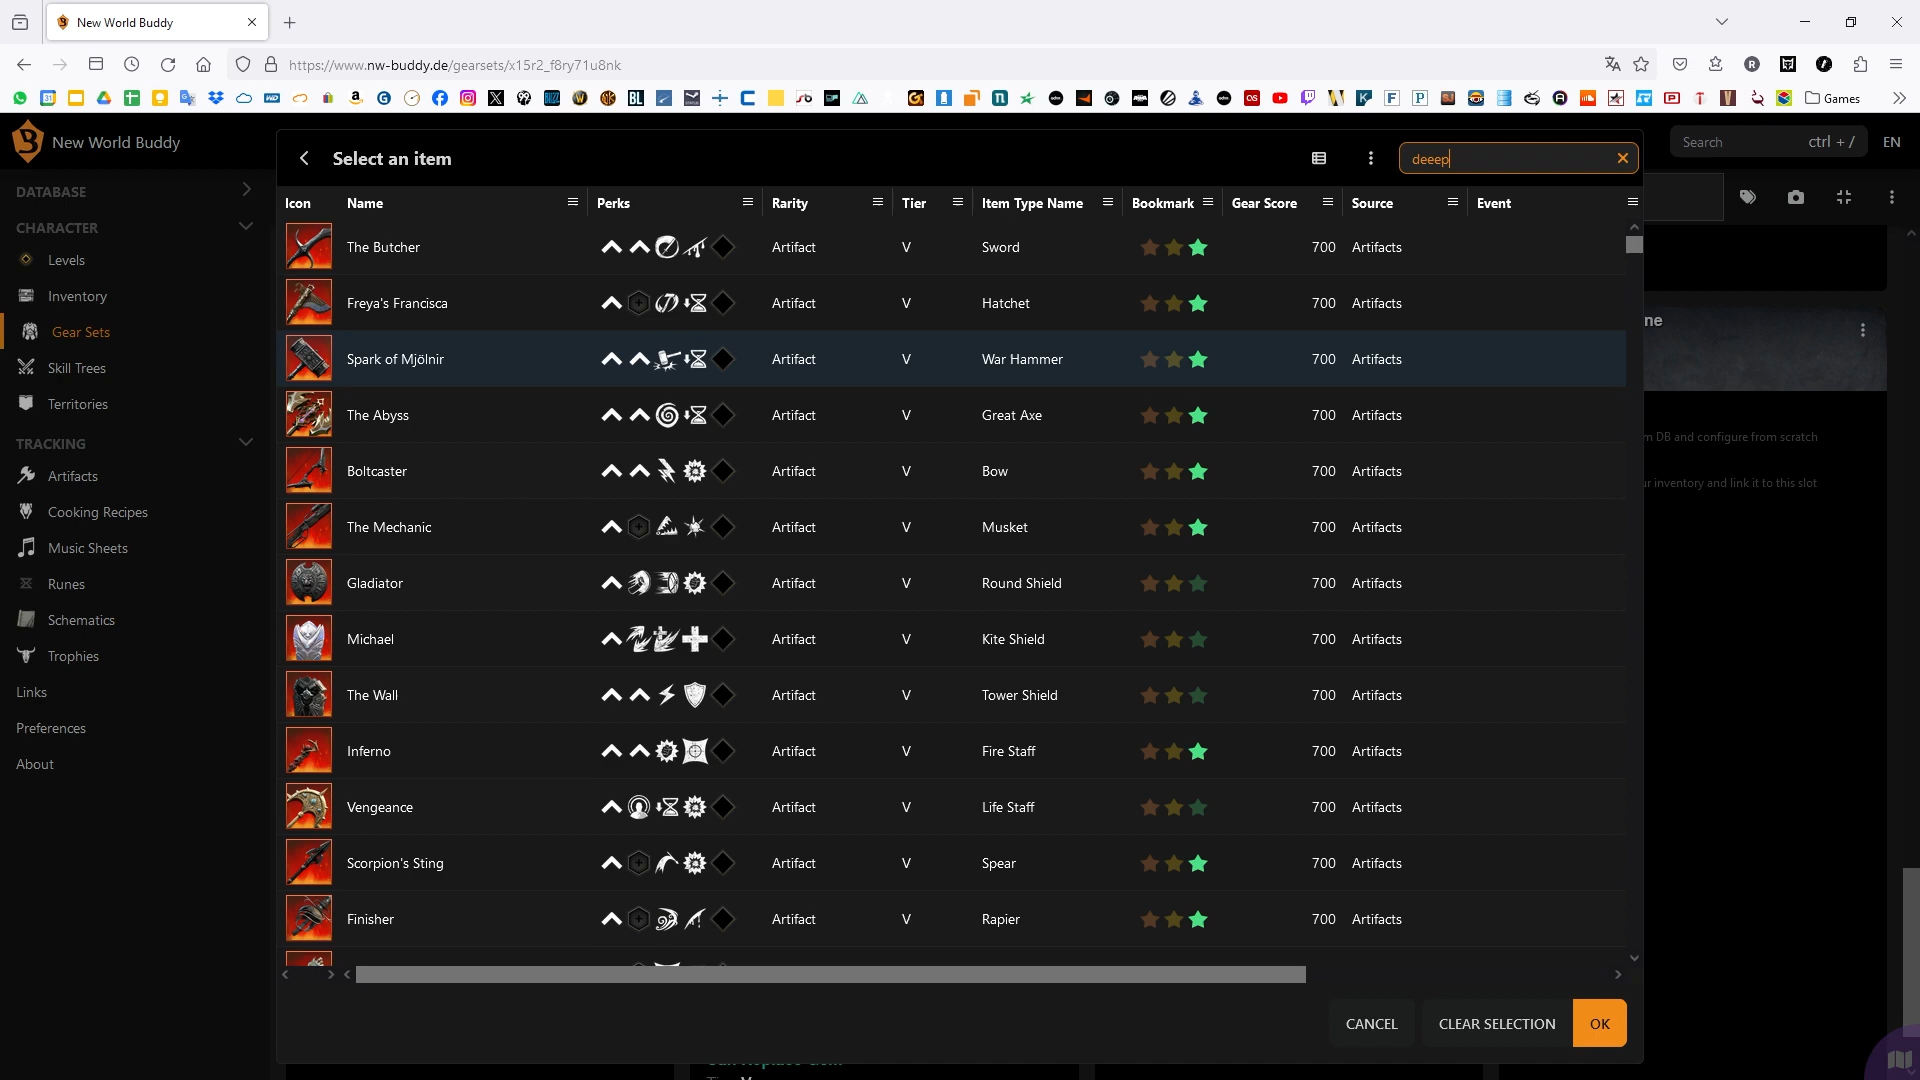 New World Buddy
https://www.nw-buddy.de/gearsets/x15r2_f8ry71u8nk
Games
New World Buddy
Select an item
deeep
Search ctrl + /
EN
DATABASE
CHARACTER
Levels
Inventory
Gear Sets
Skill Trees
Territories
TRACKING
Artifacts
Cooking Recipes
Music Sheets
Runes
Schematics
Trophies
Links
Preferences
About
Icon Name Perks Rarity Tier Item Type Name Bookmark Gear Score Source Event
The Butcher Artifact V Sword 700 Artifacts
Freya's Francisca Artifact V Hatchet 700 Artifacts
Spark of Mjölnir Artifact V War Hammer 700 Artifacts
The Abyss Artifact V Great Axe 700 Artifacts
Boltcaster Artifact V Bow 700 Artifacts
The Mechanic Artifact V Musket 700 Artifacts
Gladiator Artifact V Round Shield 700 Artifacts
Michael Artifact V Kite Shield 700 Artifacts
The Wall Artifact V Tower Shield 700 Artifacts
Inferno Artifact V Fire Staff 700 Artifacts
Vengeance Artifact V Life Staff 700 Artifacts
Scorpion's Sting Artifact V Spear 700 Artifacts
Finisher Artifact V Rapier 700 Artifacts
ne
m DB and configure from scratch
ur inventory and link it to this slot
CANCEL CLEAR SELECTION OK